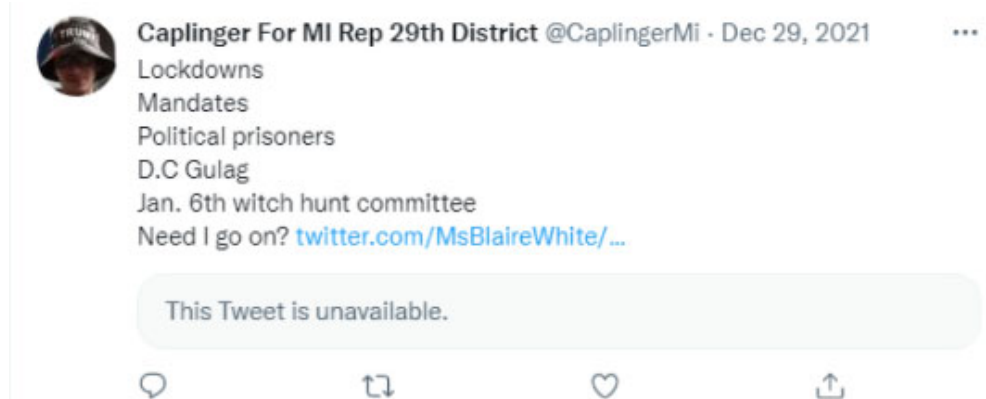 Caplinger For MI Rep 29th District @CaplingerMi · Dec 29, 2021 ···
TRUMP
Lockdowns
Mandates
Political prisoners
D.C Gulag
Jan. 6th witch hunt committee
Need I go on? twitter.com/MsBlaireWhite/...
This Tweet is unavailable.